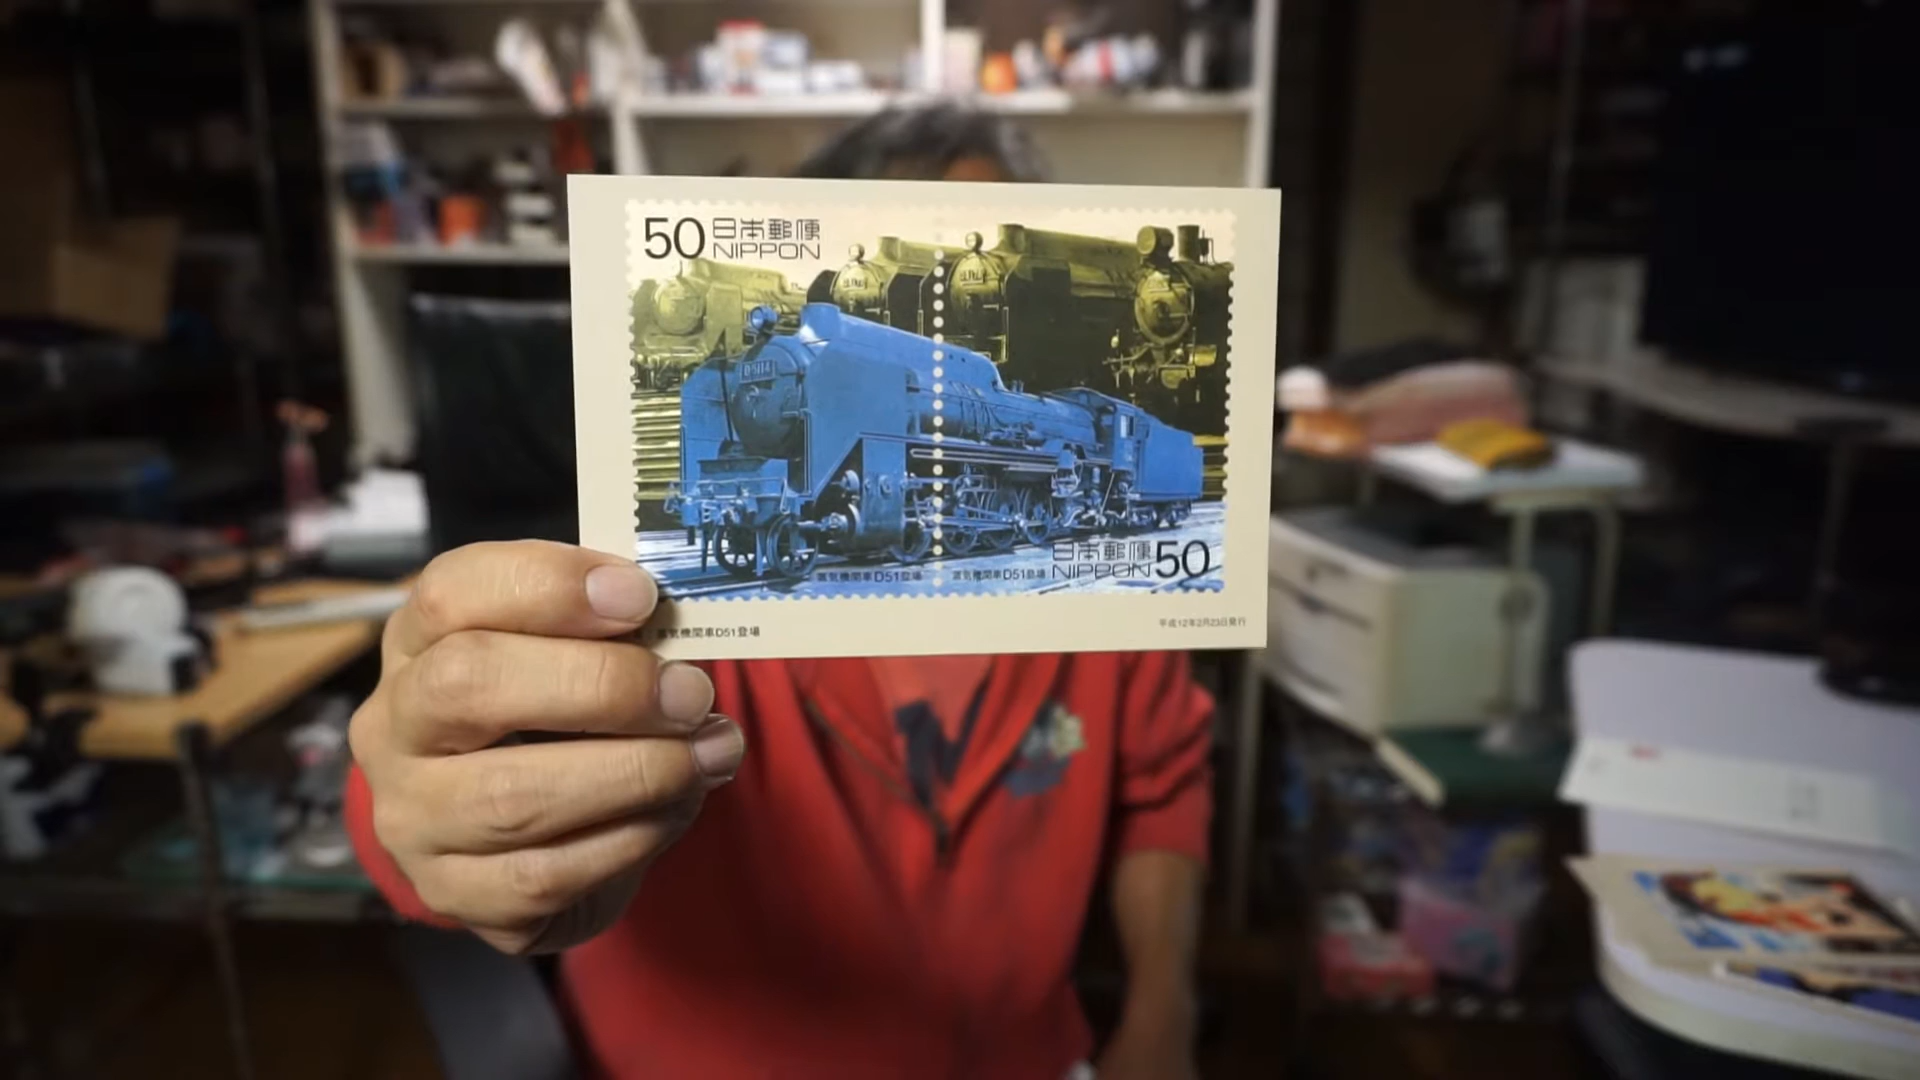 50 日本郵便
NIPPON
D5114
蒸気機関車D51登場
蒸気機関車D51登場
日本郵便 50
NIPPON
蒸気機関車D51登場
平成12年2月23日発行